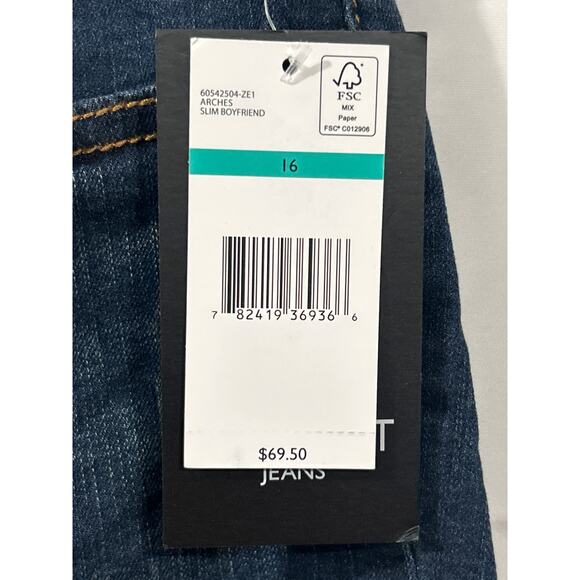 60542504-ZE1
ARCHES
SLIM BOYFRIEND
FSC
MIX
Paper
FSC® C012906
16
7 82419 36936 6
$69.50
JEANS